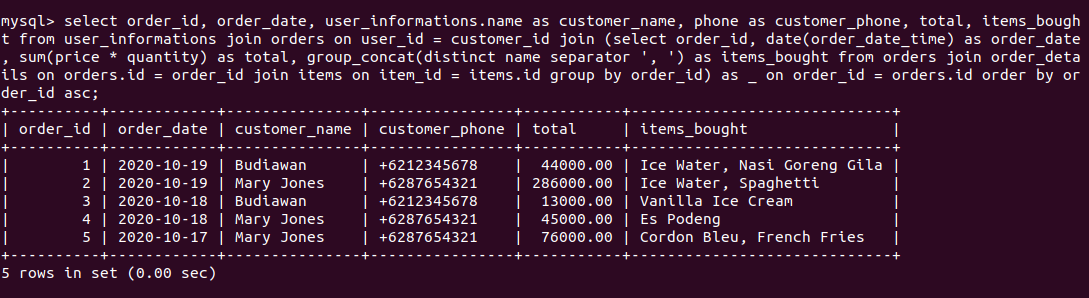 mysql> select order_id, order_date, user_informations.name as customer_name, phone as customer_phone, total, items_bough
t from user_informations join orders on user_id = customer_id join (select order_id, date(order_date_time) as order_date
, sum(price * quantity) as total, group_concat(distinct name separator ', ') as items_bought from orders join order_deta
ils on orders.id = order_id join items on item_id = items.id group by order_id) as _ on order_id = orders.id order by or
der_id asc;
+----------+------------+---------------+----------------+-----------+-----------------------------+
| order_id | order_date | customer_name | customer_phone | total     | items_bought                |
+----------+------------+---------------+----------------+-----------+-----------------------------+
|        1 | 2020-10-19 | Budiawan      | +6212345678    |  44000.00 | Ice Water, Nasi Goreng Gila |
|        2 | 2020-10-19 | Mary Jones    | +6287654321    | 286000.00 | Ice Water, Spaghetti        |
|        3 | 2020-10-18 | Budiawan      | +6212345678    |  13000.00 | Vanilla Ice Cream           |
|        4 | 2020-10-18 | Mary Jones    | +6287654321    |  45000.00 | Es Podeng                   |
|        5 | 2020-10-17 | Mary Jones    | +6287654321    |  76000.00 | Cordon Bleu, French Fries   |
+----------+------------+---------------+----------------+-----------+-----------------------------+
5 rows in set (0.00 sec)